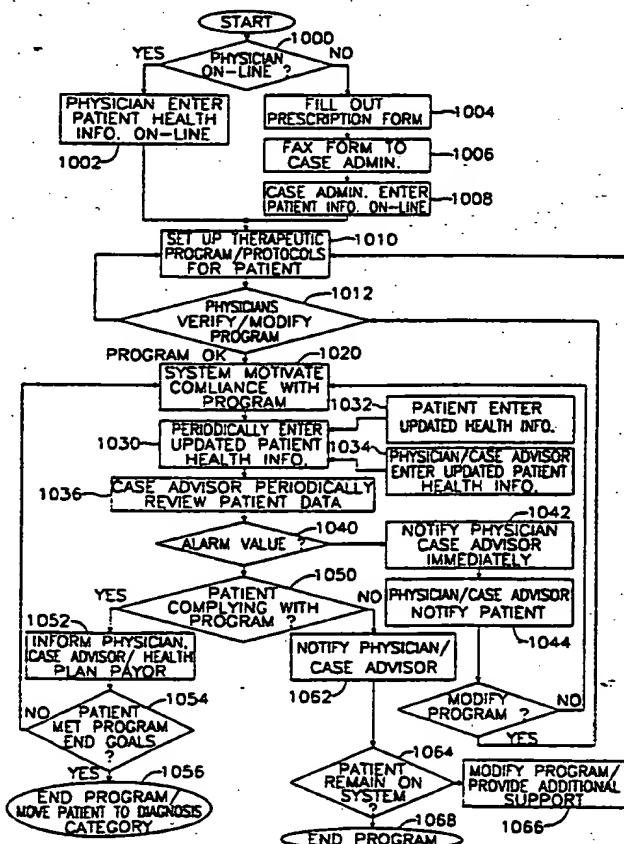 START
1000
YES
PHYSICIAN
ON-LINE ?
NO
PHYSICIAN ENTER
PATIENT HEALTH
INFO. ON-LINE
1002
FILL OUT
PRESCRIPTION FORM
1004
FAX FORM TO
CASE ADMIN.
1006
CASE ADMIN. ENTER
PATIENT INFO. ON-LINE
1008
SET UP THERAPEUTIC
PROGRAM/PROTOCOLS
FOR PATIENT
1010
1012
PHYSICIANS
VERIFY/MODIFY
PROGRAM
PROGRAM OK
1020
SYSTEM MOTIVATE
COMLIANCE WITH
PROGRAM
1032
PATIENT ENTER
UPDATED HEALTH INFO.
1030
PERIODICALLY ENTER
UPDATED PATIENT
HEALTH INFO.
1034
PHYSICIAN/CASE ADVISOR
ENTER UPDATED PATIENT
HEALTH INFO.
1036
CASE ADVISOR PERIODICALLY
REVIEW PATIENT DATA
1040
ALARM VALUE ?
1042
NOTIFY PHYSICIAN
CASE ADVISOR
IMMEDIATELY
1050
YES
PATIENT
COMPLYING WITH
PROGRAM
?
NO
PHYSICIAN/CASE ADVISOR
NOTIFY PATIENT
1044
1052
INFORM PHYSICIAN,
CASE ADVISOR/HEALTH
PLAN PAYOR
NOTIFY PHYSICIAN/
CASE ADVISOR
1062
MODIFY
PROGRAM ?
NO
YES
1054
NO
PATIENT
MET PROGRAM
END GOALS
?
YES
1056
END PROGRAM/
MOVE PATIENT TO DIAGNOSIS
CATEGORY
1064
PATIENT
REMAIN ON
SYSTEM
?
MODIFY PROGRAM/
PROVIDE ADDITIONAL
SUPPORT
1066
1068
END PROGRAM